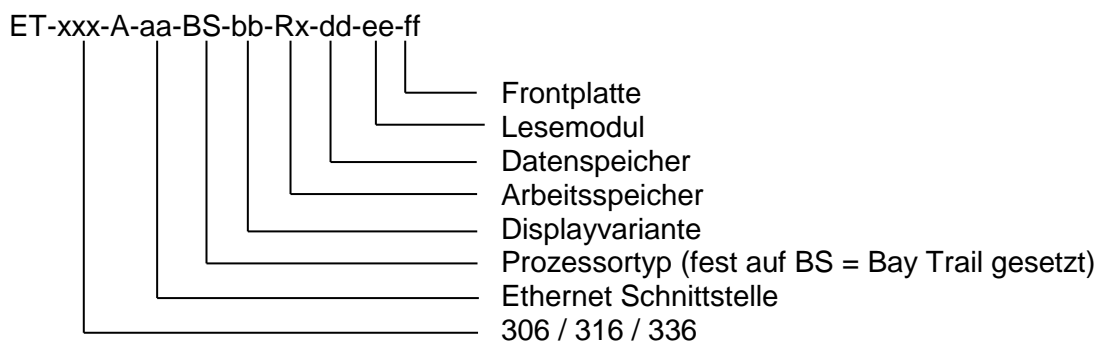 ET-xxx-A-aa-BS-bb-Rx-dd-ee-ff
Frontplatte
Lesemodul
Datenspeicher
Arbeitsspeicher
Displayvariante
Prozessortyp (fest auf BS = Bay Trail gesetzt)
Ethernet Schnittstelle
306 / 316 / 336